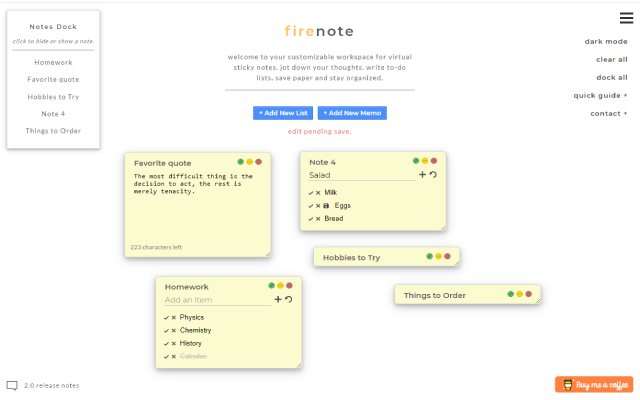 Notes Dock
click to hide or show a note.
Homework
Favorite quote
Hobbies to Try
Note 4
Things to Order
firenote
welcome to your customizable workspace for virtual
sticky notes. jot down your thoughts. write to-do
lists. save paper and stay organized.
+ Add New List
+ Add New Memo
edit pending save.
dark mode
clear all
dock all
quick guide +
contact +
Favorite quote
The most difficult thing is the
decision to act, the rest is
merely tenacity.
223 characters left
Note 4
Salad
Milk
Eggs
Bread
Hobbies to Try
Homework
Add an item
Physics
Chemistry
History
Calculus
Things to Order
2.0 release notes
Buy me a coffee